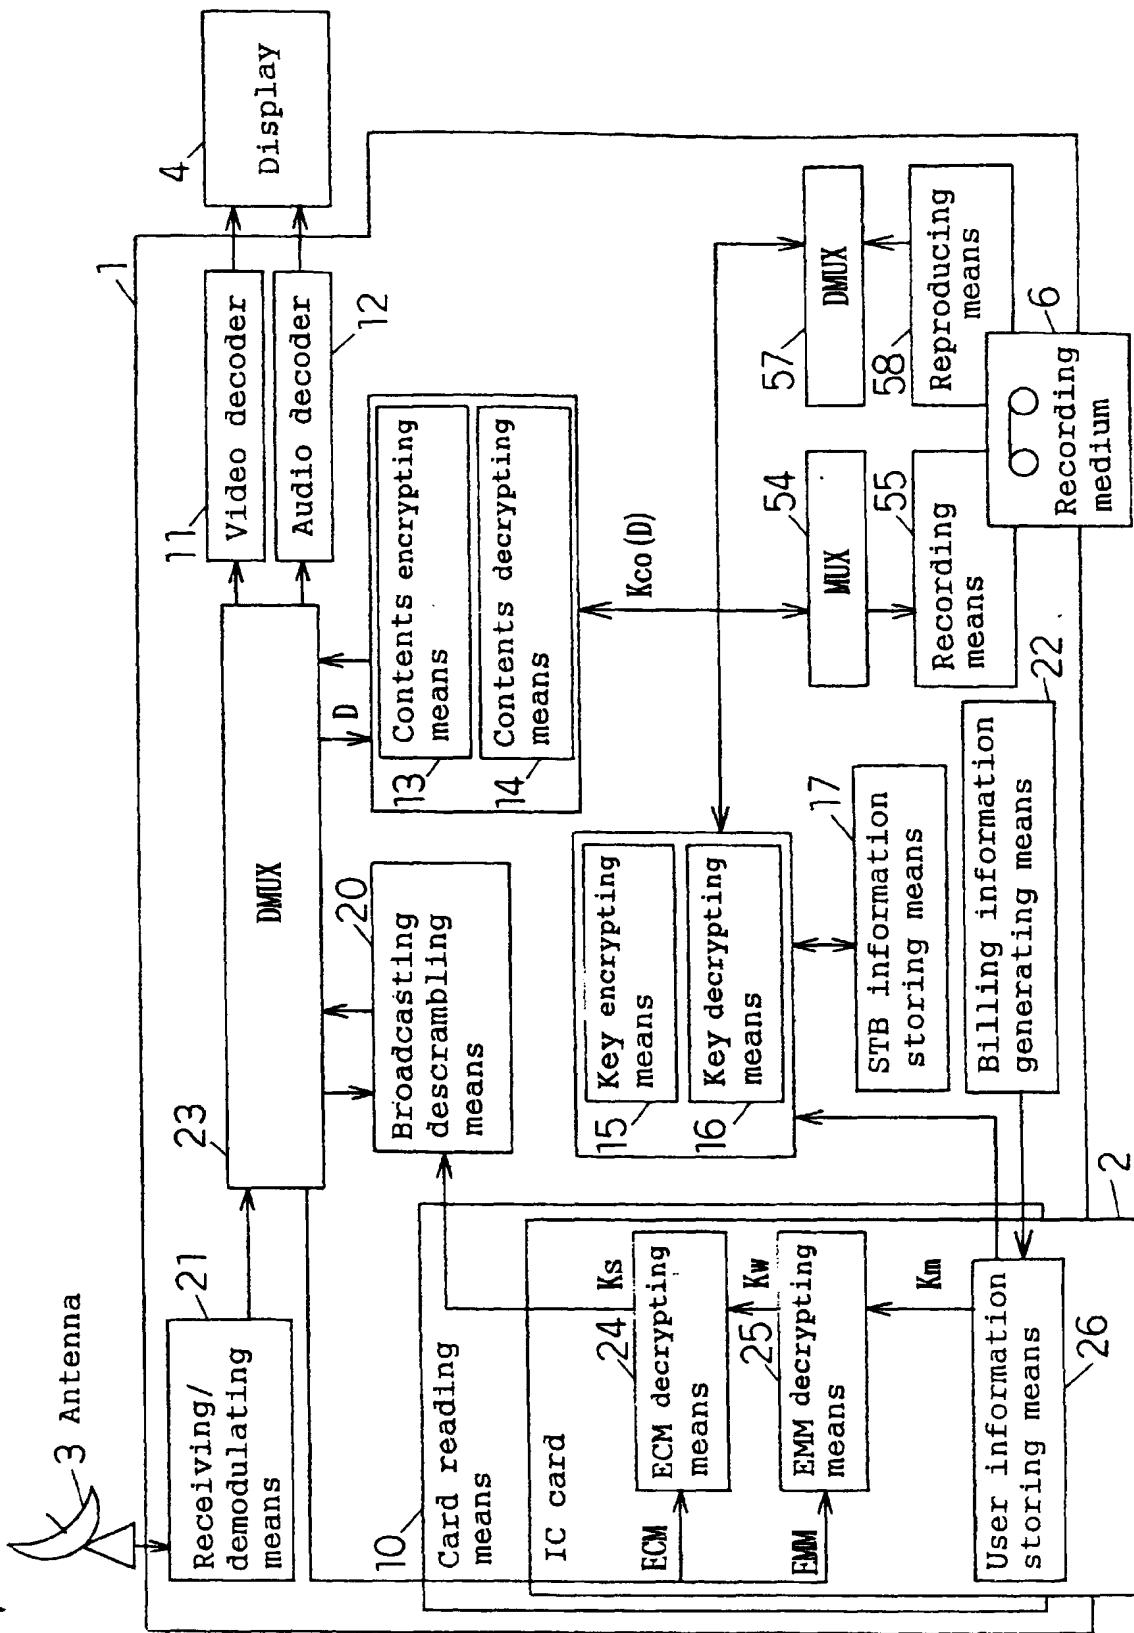 3 Antenna
21
Receiving/
demodulating
means
23
DMUX
11
Video decoder
Audio decoder
12
4
Display
1
10
Card reading
means
20
Broadcasting
descrambling
means
D
13
Contents encrypting
means
14
Contents decrypting
means
IC card
ECM
24
ECM decrypting
means
Ks
EMM
25
EMM decrypting
means
Kw
Km
User information
storing means
26
2
15
Key encrypting
means
16
Key decrypting
means
17
STB information
storing means
Billing information
generating means
22
Kco(D)
54
MUX
55
Recording
means
57
DMUX
58
Reproducing
means
6
Recording
medium